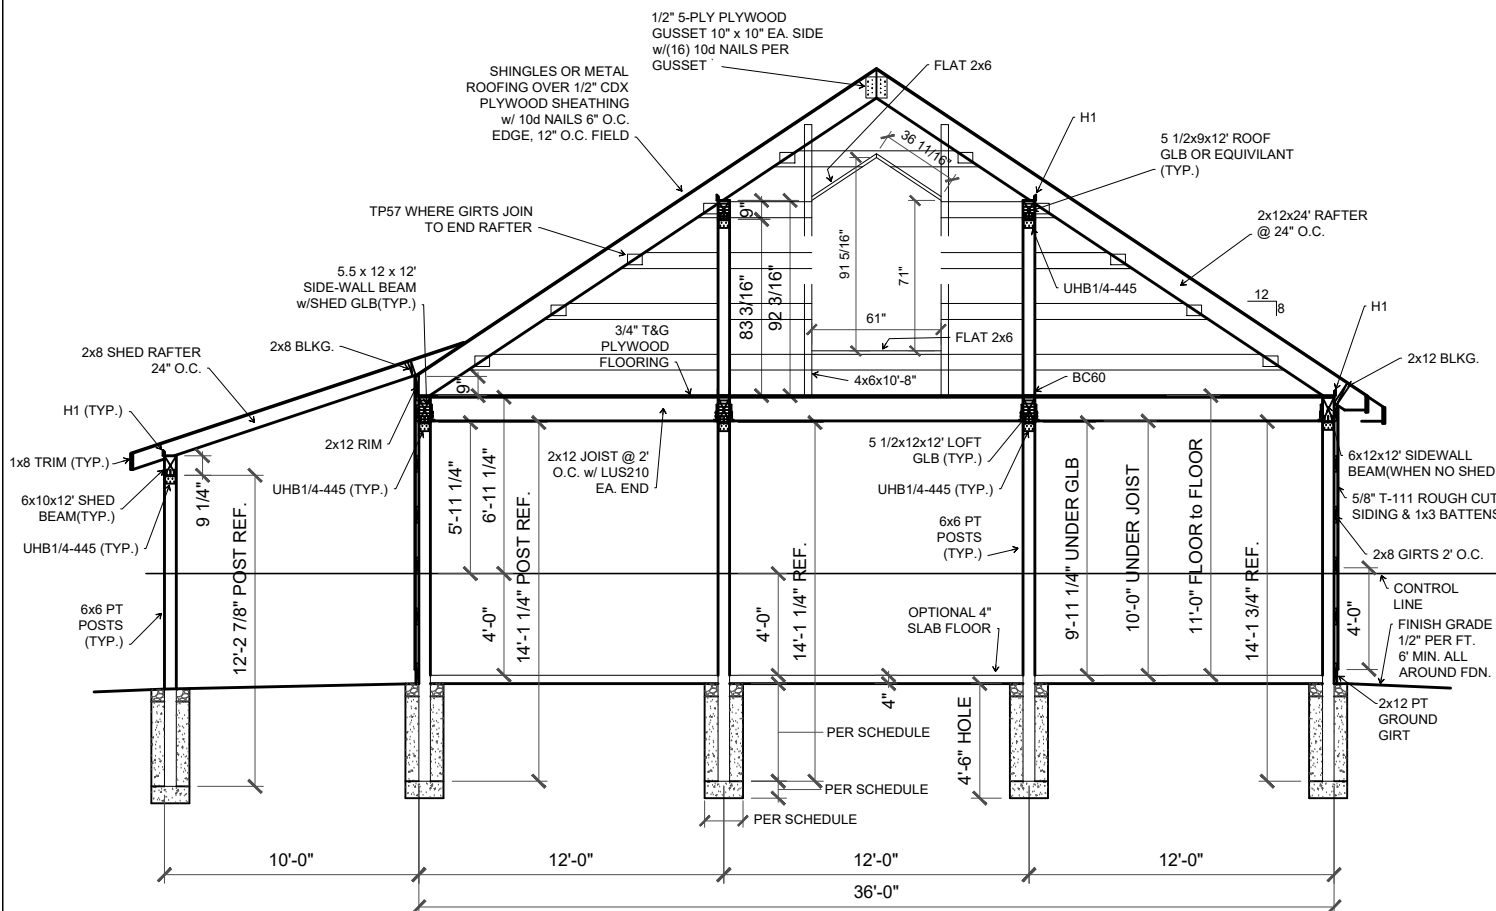 1/2" 5-PLY PLYWOOD
GUSSET 10" x 10" EA. SIDE
w/(16) 10d NAILS PER
GUSSET
FLAT 2x6
SHINGLES OR METAL
ROOFING OVER 1/2" CDX
PLYWOOD SHEATHING
w/ 10d NAILS 6" O.C.
EDGE, 12" O.C. FIELD
H1
36 11/16"
5 1/2x9x12' ROOF
GLB OR EQUIVILANT
(TYP.)
TP57 WHERE GIRTS JOIN
TO END RAFTER
9"
2x12x24' RAFTER
@ 24" O.C.
5.5 x 12 x 12'
SIDE-WALL BEAM
w/SHED GLB(TYP.)
83 3/16"
92 3/16"
91 5/16"
71"
UHB1/4-445
12
8
H1
61"
3/4" T&G
PLYWOOD
FLOORING
FLAT 2x6
2x8 SHED RAFTER
24" O.C.
2x8 BLKG.
2x12 BLKG.
9"
4x6x10'-8"
BC60
H1 (TYP.)
2x12 RIM
1x8 TRIM (TYP.)
2x12 JOIST @ 2'
O.C. w/ LUS210
EA. END
5 1/2x12x12' LOFT
GLB (TYP.)
6x12x12' SIDEWALL
BEAM(WHEN NO SHED
6x10x12' SHED
BEAM(TYP.)
UHB1/4-445 (TYP.)
UHB1/4-445 (TYP.)
5/8" T-111 ROUGH CUT
SIDING & 1x3 BATTENS
9 1/4"
5'-11 1/4"
6'-11 1/4"
UHB1/4-445 (TYP.)
6x6 PT
POSTS
(TYP.)
2x8 GIRTS 2' O.C.
12'-2 7/8" POST REF.
14'-1 1/4" POST REF.
14'-1 1/4" REF.
9'-11 1/4" UNDER GLB
10'-0" UNDER JOIST
11'-0" FLOOR to FLOOR
14'-1 3/4" REF.
CONTROL
LINE
6x6 PT
POSTS
(TYP.)
4'-0"
4'-0"
OPTIONAL 4"
SLAB FLOOR
4'-0"
FINISH GRADE
1/2" PER FT.
6' MIN. ALL
AROUND FDN.
4"
2x12 PT
GROUND
GIRT
PER SCHEDULE
4'-6" HOLE
PER SCHEDULE
PER SCHEDULE
10'-0"
12'-0"
12'-0"
12'-0"
36'-0"